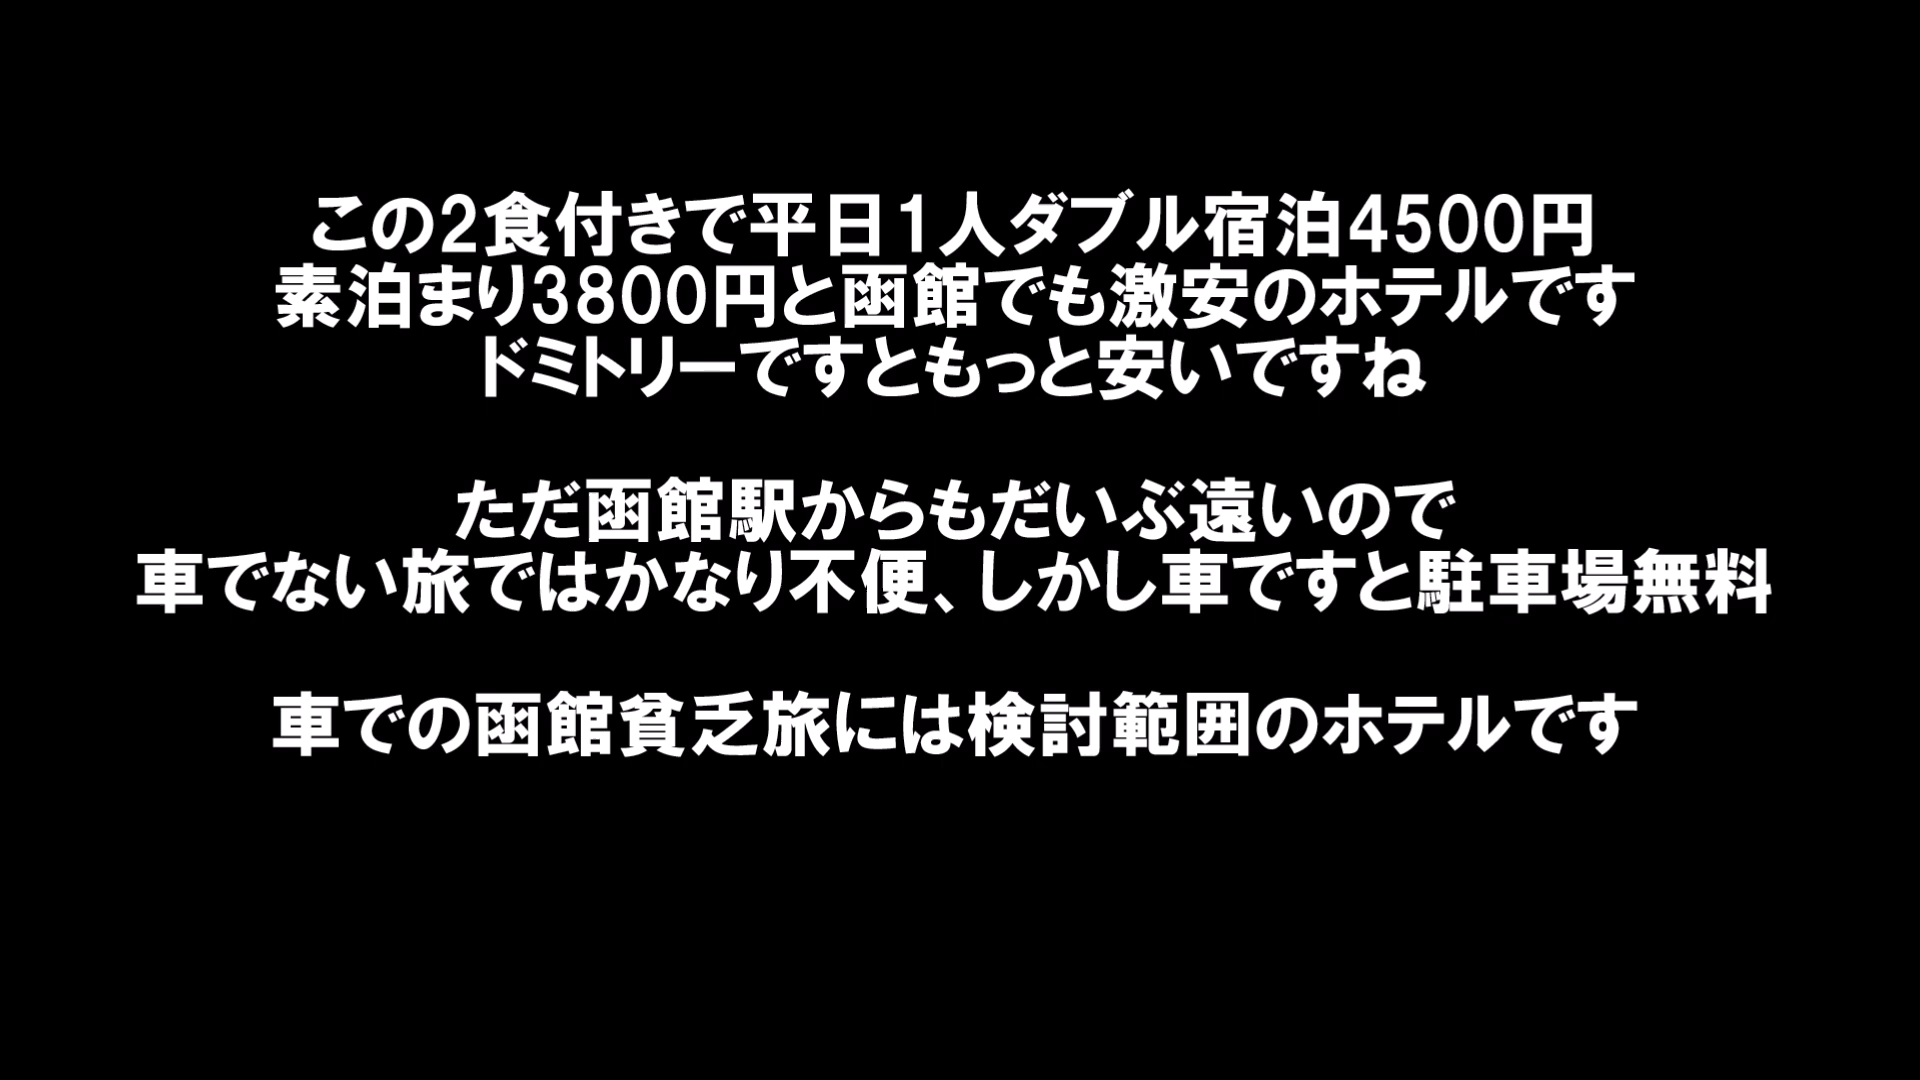 この2食付きで平日1人ダブル宿泊4500円
素泊まり3800円と函館でも激安のホテルです
ドミトリーですともっと安いですね
ただ函館駅からもだいぶ遠いので
車でない旅ではかなり不便、しかし車ですと駐車場無料
車での函館貧乏旅には検討範囲のホテルです